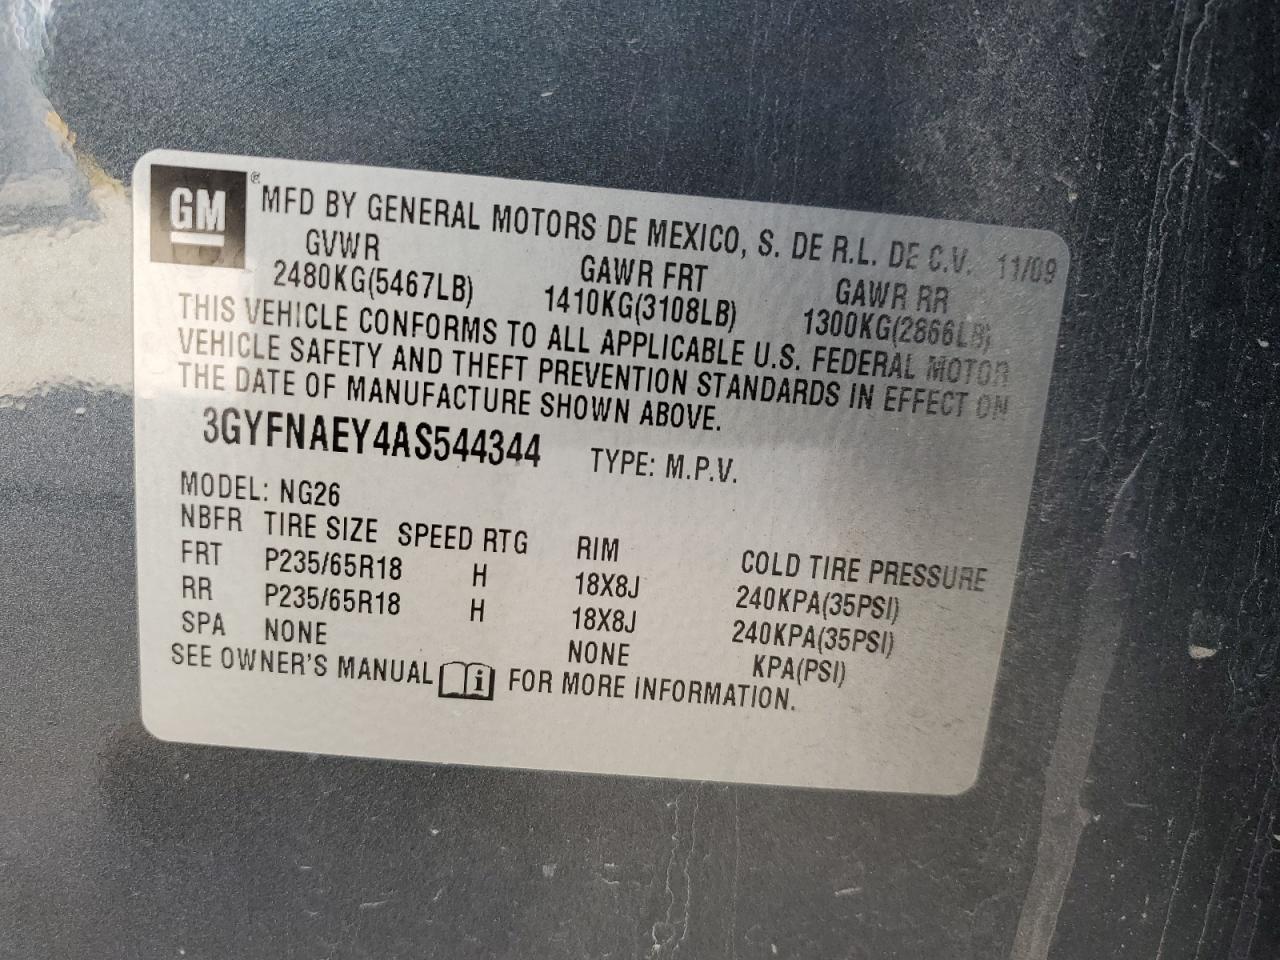 GM ® MFD BY GENERAL MOTORS DE MEXICO, S. DE R.L. DE C.V. 11/09
GVWR GAWR FRT GAWR RR
2480KG(5467LB) 1410KG(3108LB) 1300KG(2866LB)
THIS VEHICLE CONFORMS TO ALL APPLICABLE U.S. FEDERAL MOTOR
VEHICLE SAFETY AND THEFT PREVENTION STANDARDS IN EFFECT ON
THE DATE OF MANUFACTURE SHOWN ABOVE.
3GYFNAEY4AS544344 TYPE: M.P.V.
MODEL: NG26
NBFR TIRE SIZE SPEED RTG RIM COLD TIRE PRESSURE
FRT P235/65R18 H 18X8J 240KPA(35PSI)
RR P235/65R18 H 18X8J 240KPA(35PSI)
SPA NONE NONE KPA(PSI)
SEE OWNER'S MANUAL i FOR MORE INFORMATION.